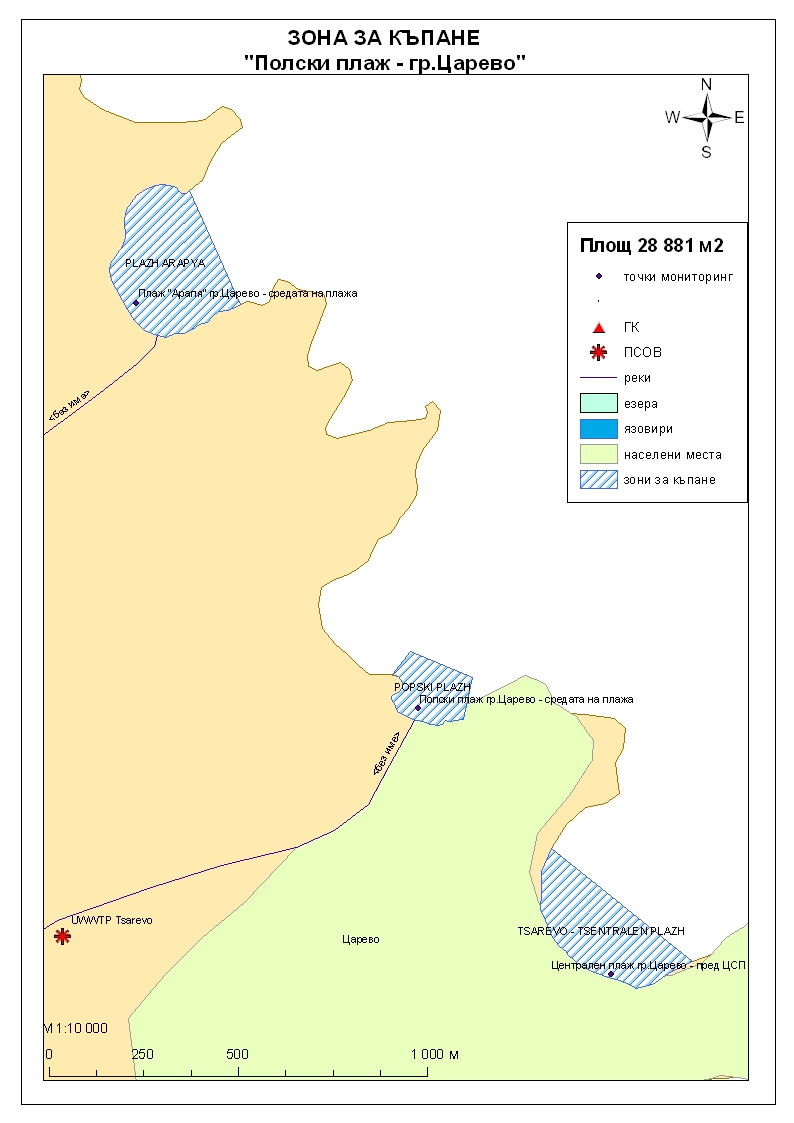 ЗОНА ЗА КЪПАНЕ
"Полски плаж - гр.Царево"
N
W E
S
Площ 28 881 м2
точки мониторинг
ГК
ПСОВ
реки
езера
язовири
населени места
зони за къпане
PLAZH ARAPYA
Плаж "Арапя" гр.Царево - средата на плажа
<без име>
POPSKI PLAZH
Попски плаж гр.Царево - средата на плажа
<без име>
UWWTP Tsarevo
TSAREVO - TSENTRALEN PLAZH
Царево
Централен плаж гр.Царево - пред ЦСП
М 1:10 000
0 250 500 1 000 м